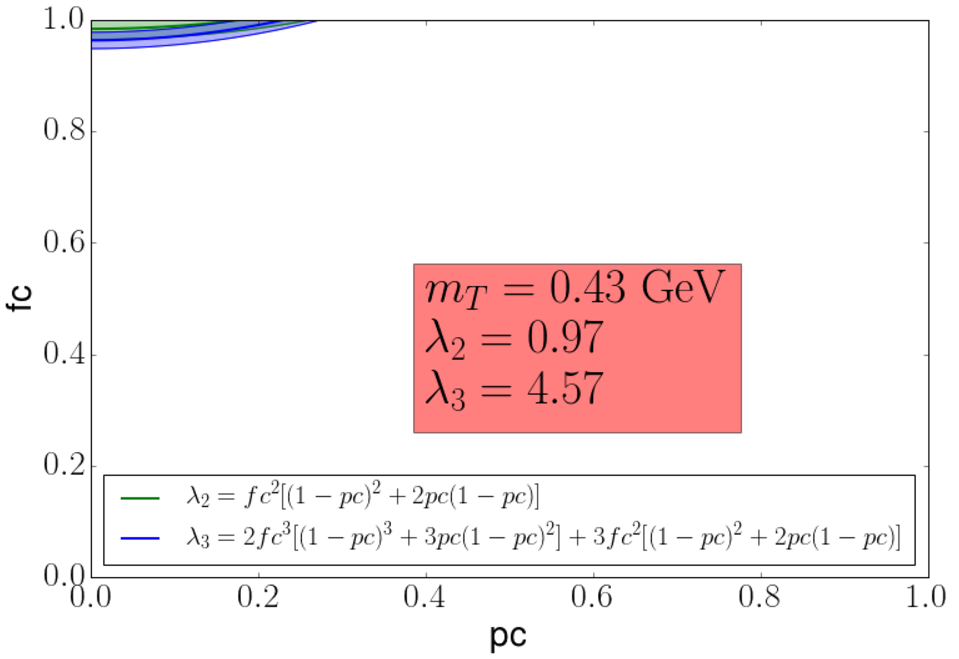 1.0
0.8
0.6
fc
m_T = 0.43 GeV
λ_2 = 0.97
0.4
λ_3 = 4.57
0.2
λ_2 = fc^2[(1 − pc)^2 + 2pc(1 − pc)]
λ_3 = 2fc^3[(1 − pc)^3 + 3pc(1 − pc)^2] + 3fc^2[(1 − pc)^2 + 2pc(1 − pc)]
0.0
0.0 0.2 0.4 0.6 0.8 1.0
pc